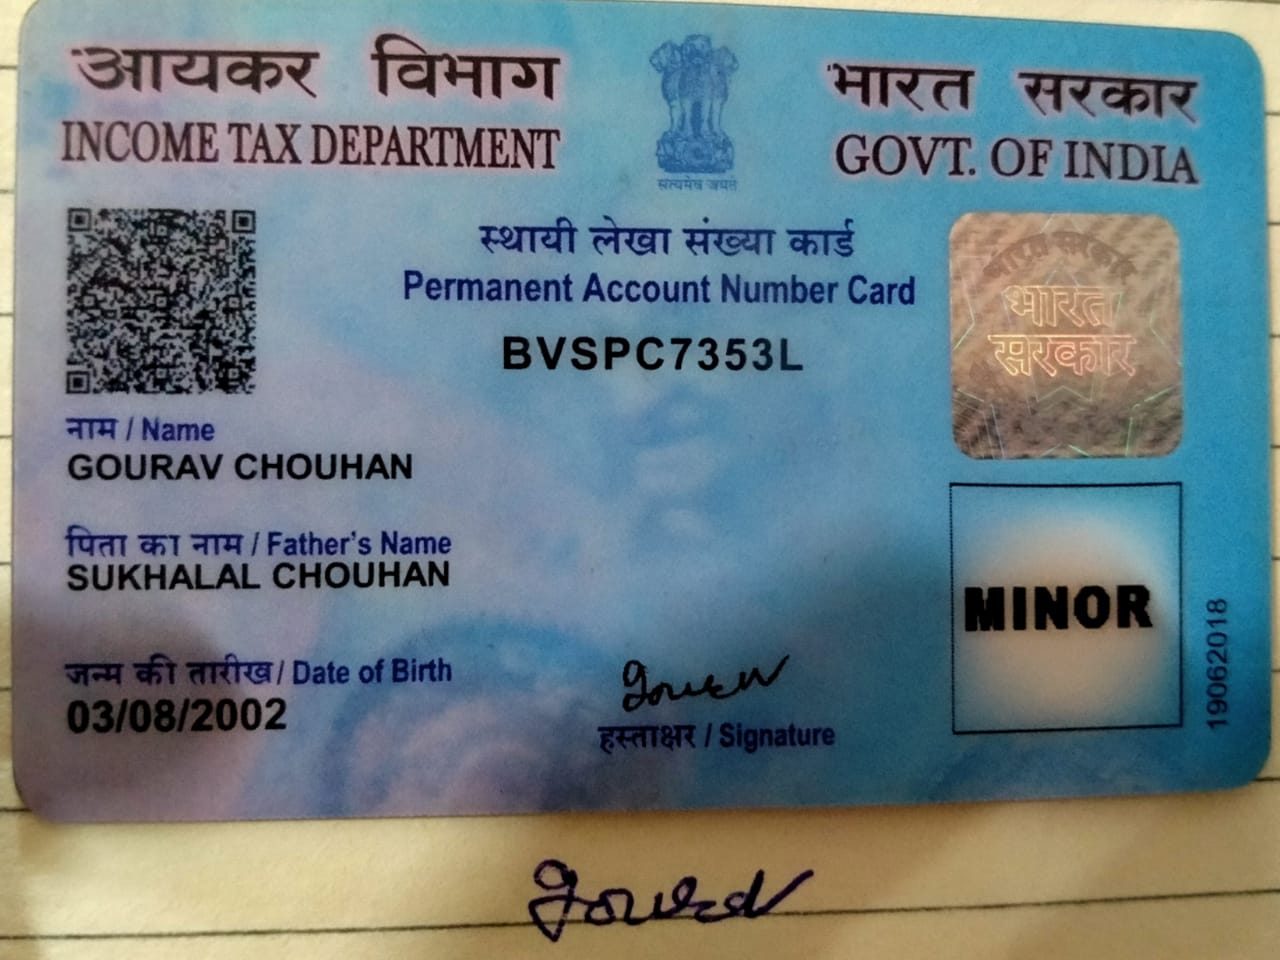 आयकर विभाग
INCOME TAX DEPARTMENT
सत्यमेव जयते
भारत सरकार
GOVT. OF INDIA
स्थायी लेखा संख्या कार्ड
Permanent Account Number Card
BVSPC7353L
भारत सरकार
भारत
सरकार
नाम / Name
GOURAV CHOUHAN
पिता का नाम / Father's Name
SUKHALAL CHOUHAN
जन्म की तारीख / Date of Birth
03/08/2002
हस्ताक्षर / Signature
MINOR
19062018